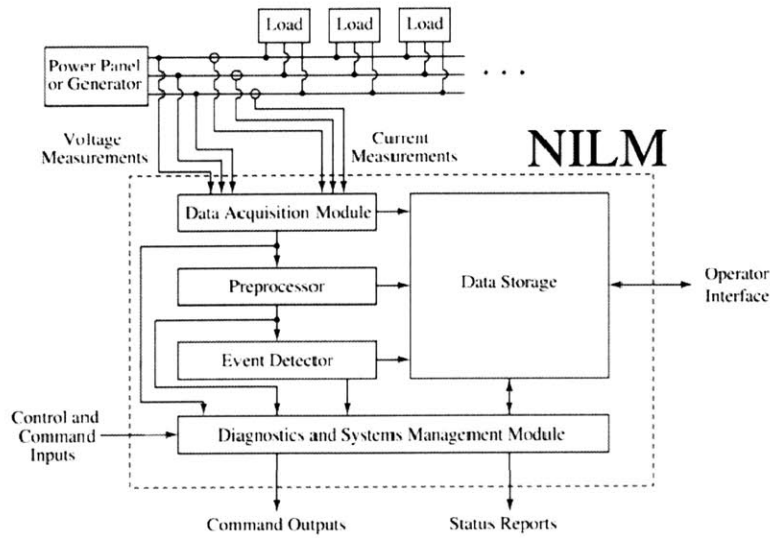 Load
Load
Load
Power Panel
or Generator
. . .
Voltage
Measurements
Current
Measurements
NILM
Data Acquisition Module
Preprocessor
Data Storage
Operator
Interface
Event Detector
Control and
Command
Inputs
Diagnostics and Systems Management Module
Command Outputs
Status Reports